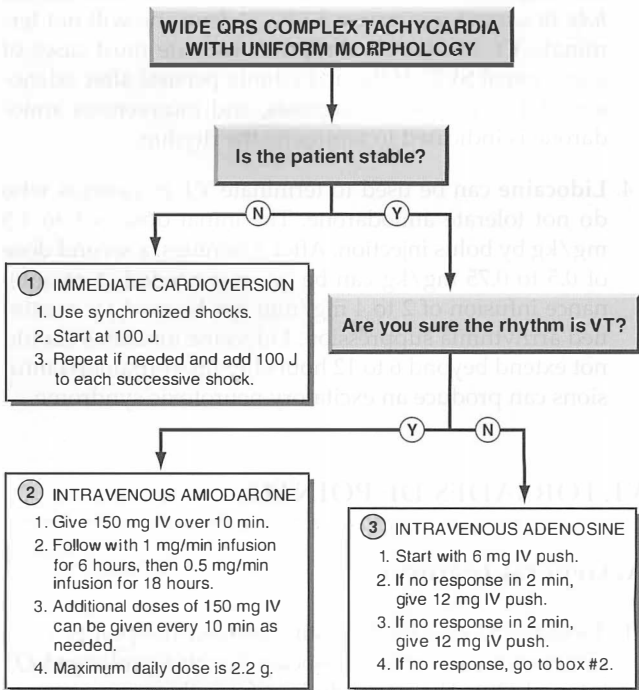 WIDE QRS COMPLEX TACHYCARDIA
WITH UNIFORM MORPHOLOGY
Is the patient stable?
N
Y
1 IMMEDIATE CARDIOVERSION
1. Use synchronized shocks.
2. Start at 100 J.
3. Repeat if needed and add 100 J
to each successive shock.
Are you sure the rhythm is VT?
Y
N
2 INTRAVENOUS AMIODARONE
1. Give 150 mg IV over 10 min.
2. Follow with 1 mg/min infusion
for 6 hours, then 0.5 mg/min
infusion for 18 hours.
3. Additional doses of 150 mg IV
can be given every 10 min as
needed.
4. Maximum daily dose is 2.2 g.
3 INTRAVENOUS ADENOSINE
1. Start with 6 mg IV push.
2. If no response in 2 min,
give 12 mg IV push.
3. If no response in 2 min,
give 12 mg IV push.
4. If no response, go to box #2.